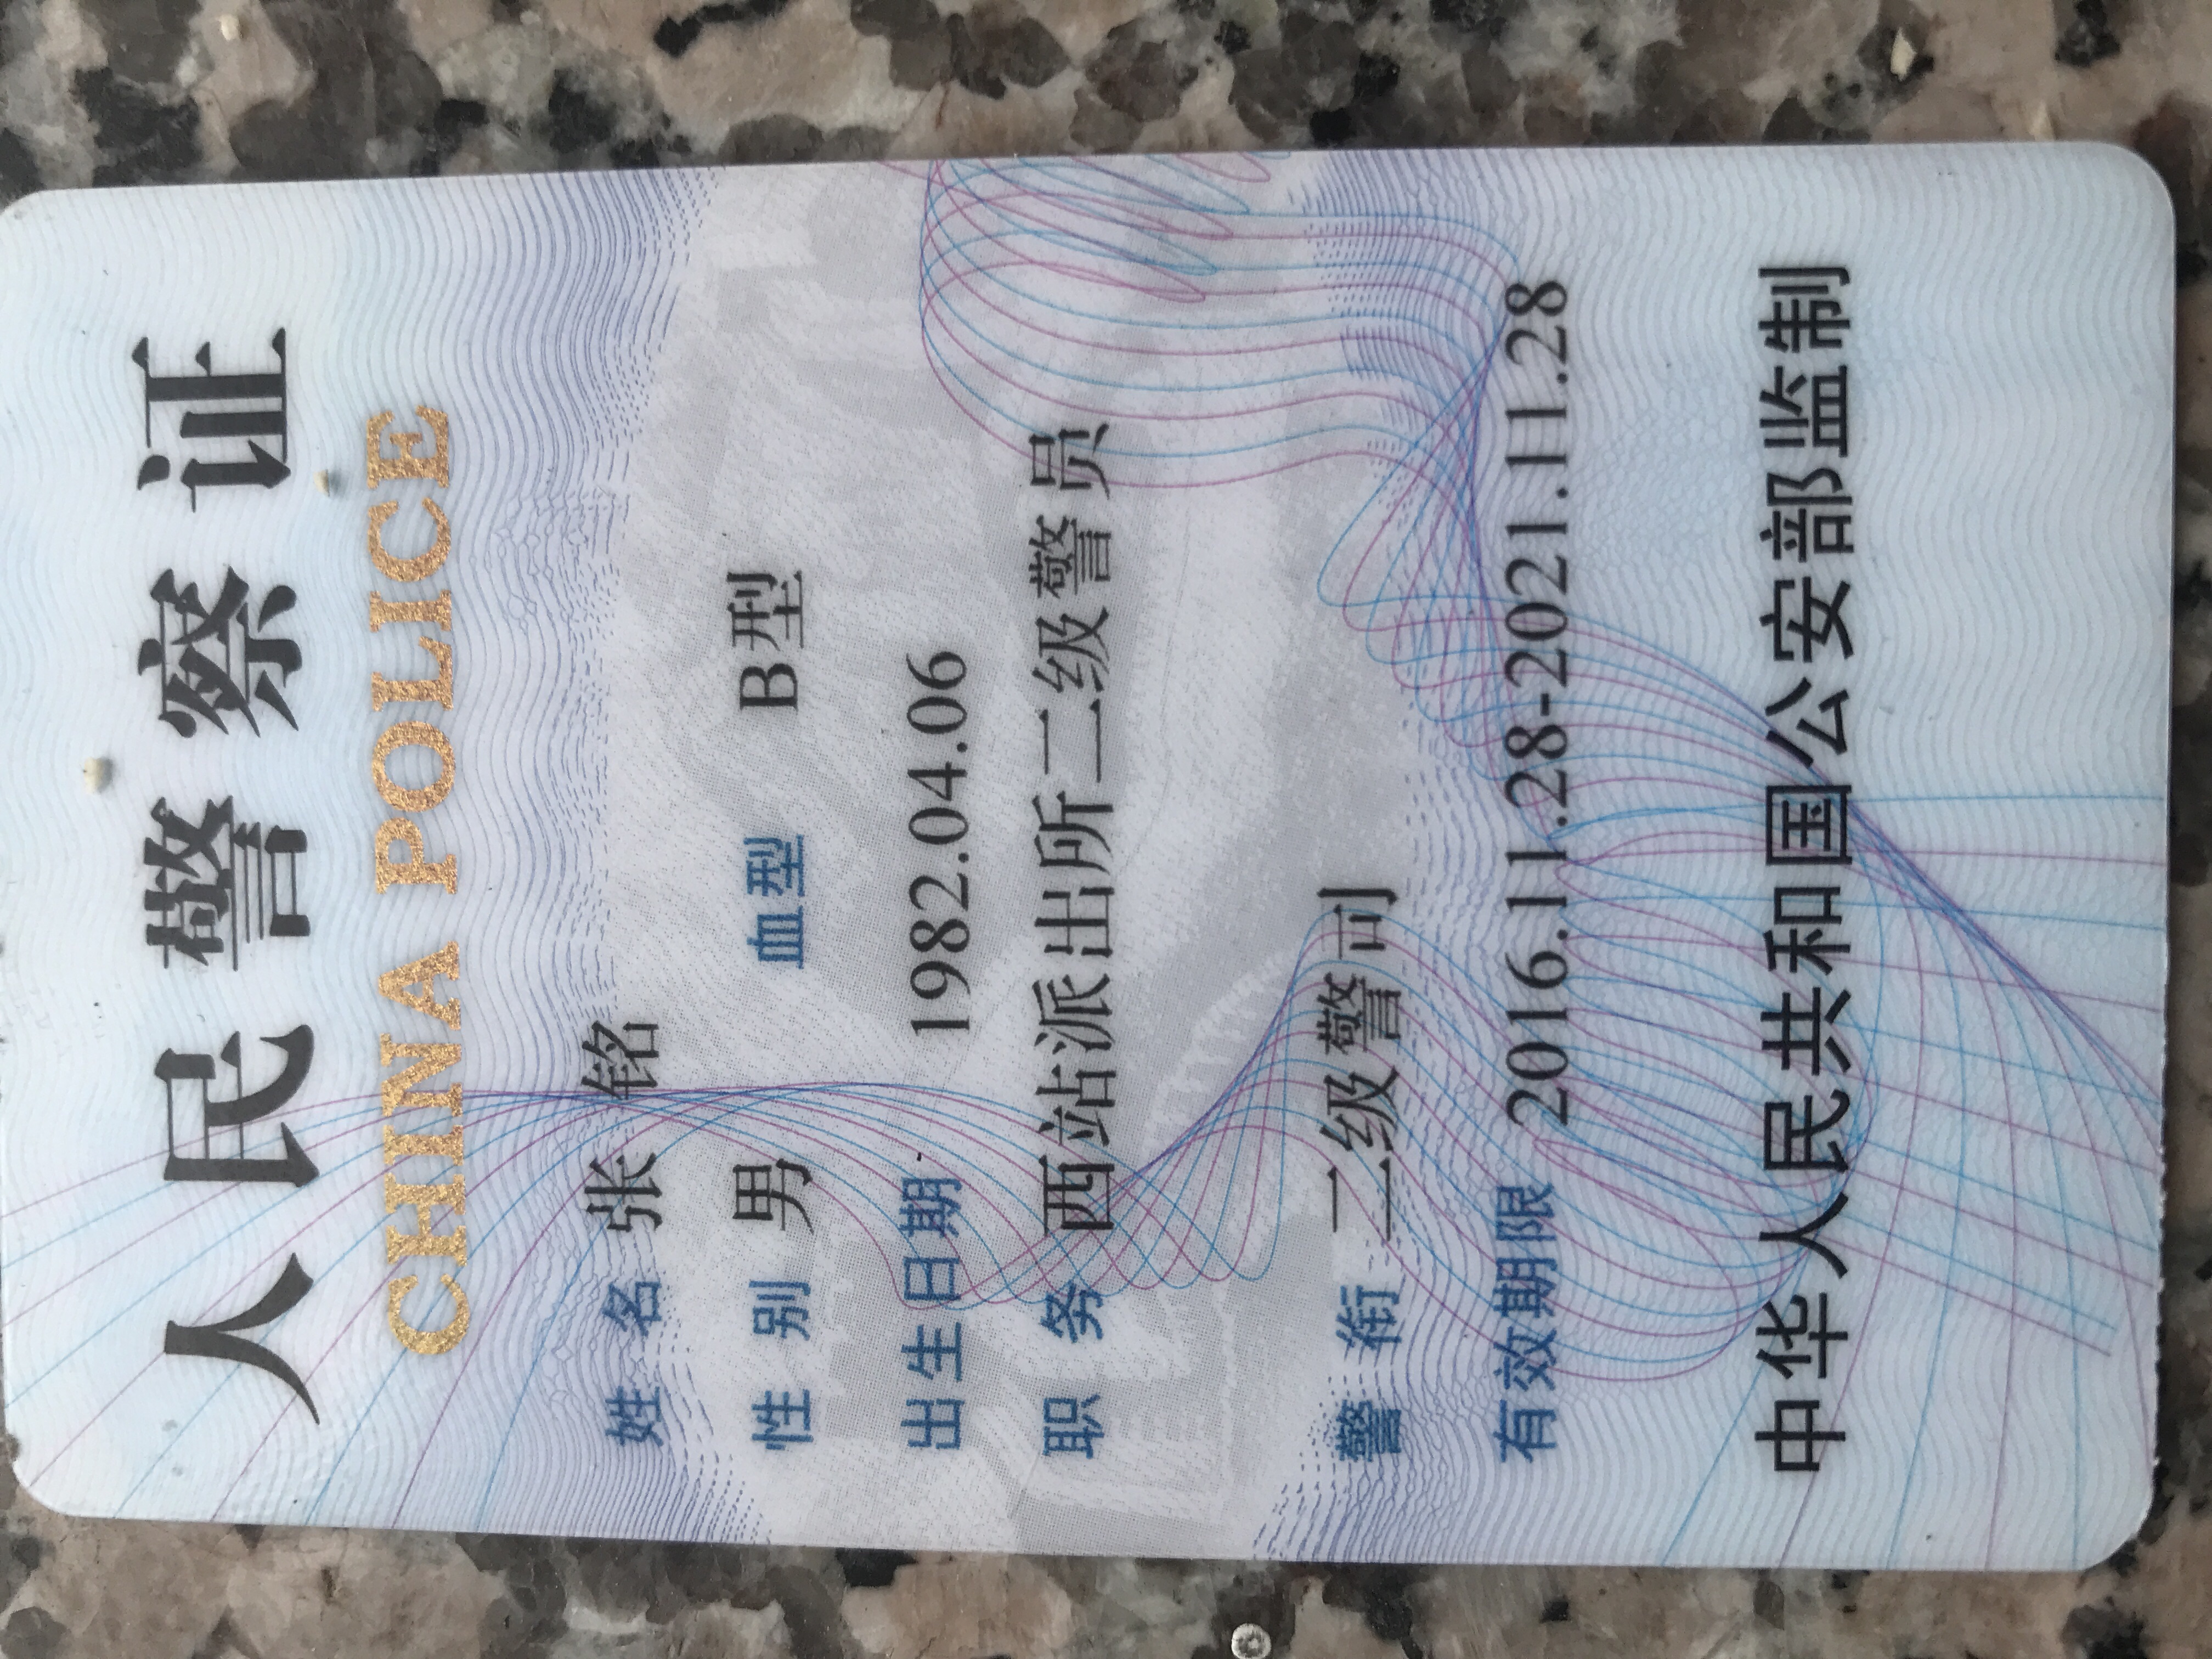 人民警察证
CHINA POLICE
姓 名 张 铭
性 别 男 血型 B型
出生日期 1982.04.06
职 务 西站派出所二级警员
警 衔 二级警司
有效期限 2016.11.28-2021.11.28
中华人民共和国公安部监制